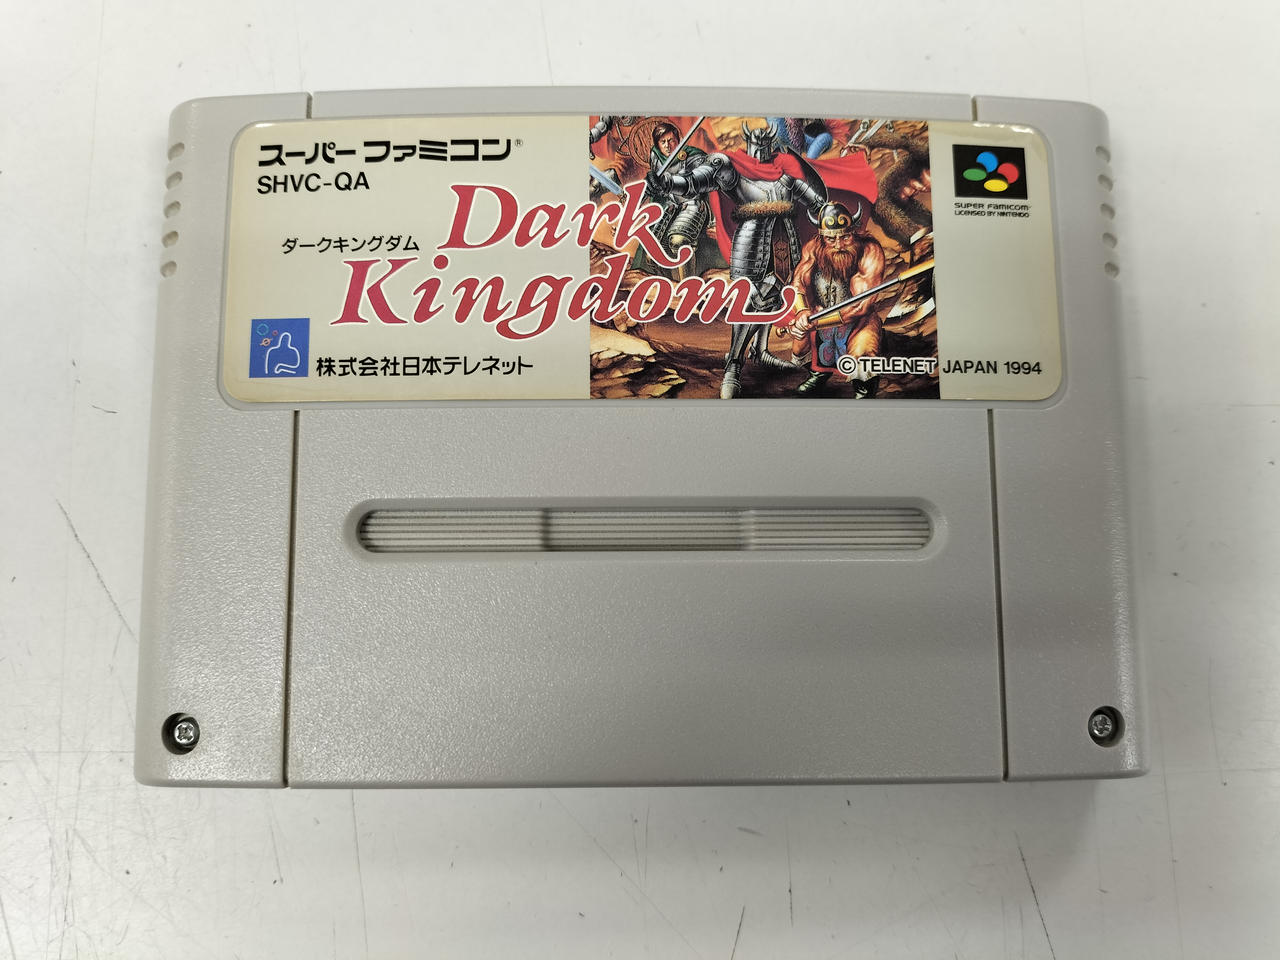 スーパーファミコン®
SHVC-QA
ダークキングダム
Dark
Kingdom
株式会社日本テレネット
SUPER FAMICOM™
LICENSED BY NINTENDO
© TELENET JAPAN 1994